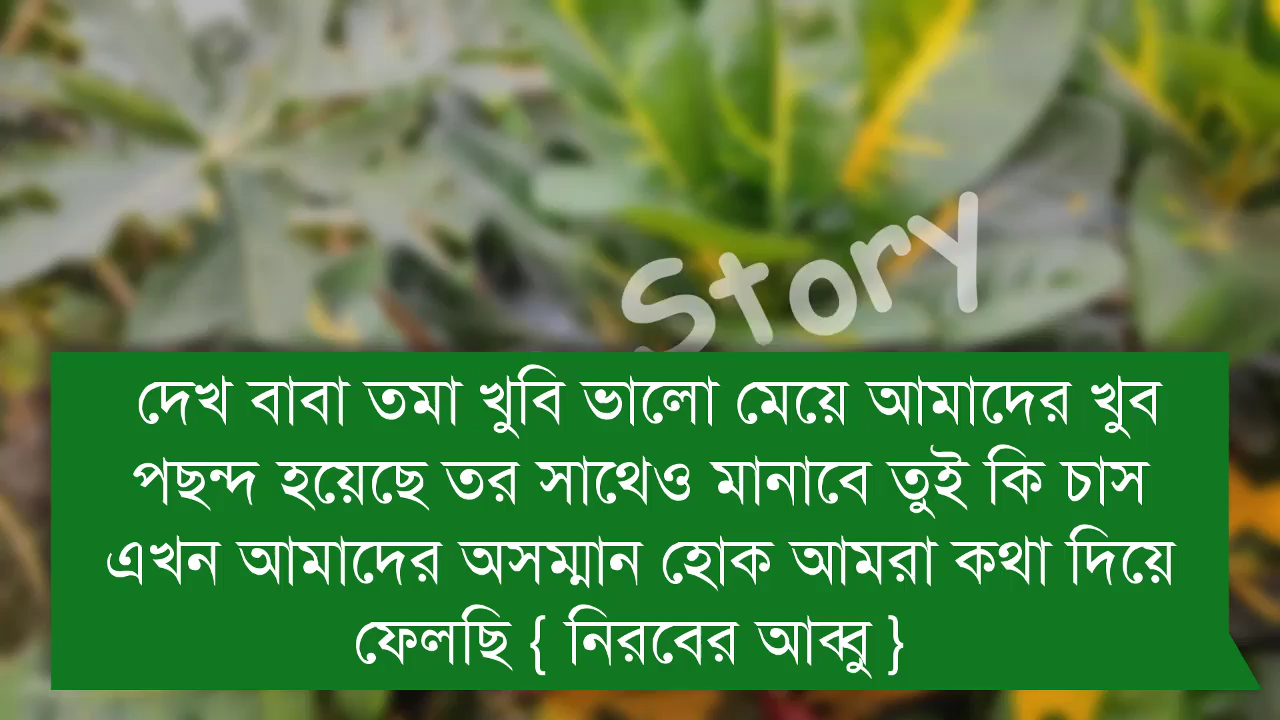 Story
দেখ বাবা তমা খুবি ভালো মেয়ে আমাদের খুব
পছন্দ হয়েছে তর সাথেও মানাবে তুই কি চাস
এখন আমাদের অসম্মান হোক আমরা কথা দিয়ে
ফেলছি { নিরবের আব্বু }